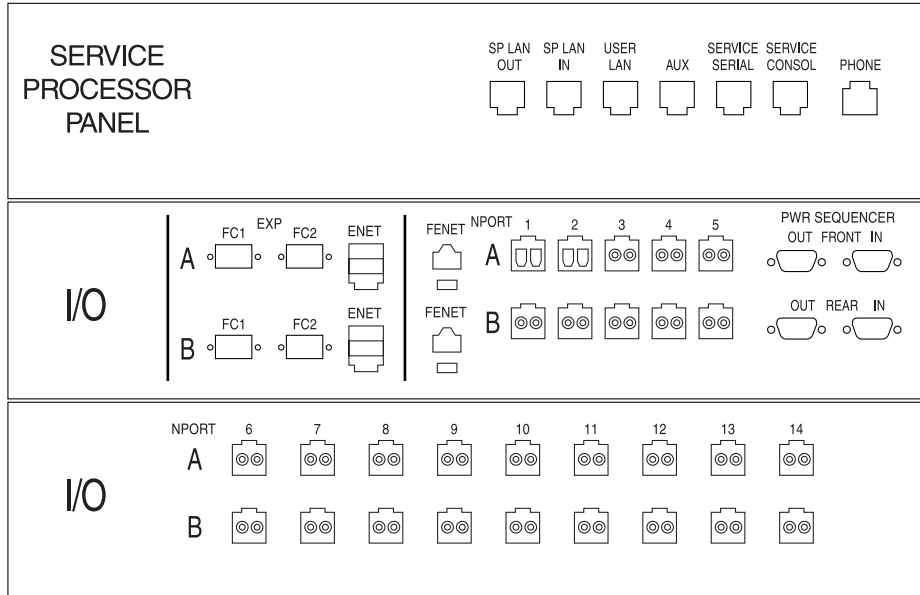 SERVICE
PROCESSOR
PANEL
SP LAN
OUT
SP LAN
IN
USER
LAN
AUX
SERVICE
SERIAL
SERVICE
CONSOL
PHONE
I/O
EXP
A FC1 FC2 ENET
B FC1 FC2 ENET
FENET
FENET
NPORT 1 2 3 4 5
A
B
PWR SEQUENCER
OUT FRONT IN
OUT REAR IN
I/O
NPORT 6 7 8 9 10 11 12 13 14
A
B